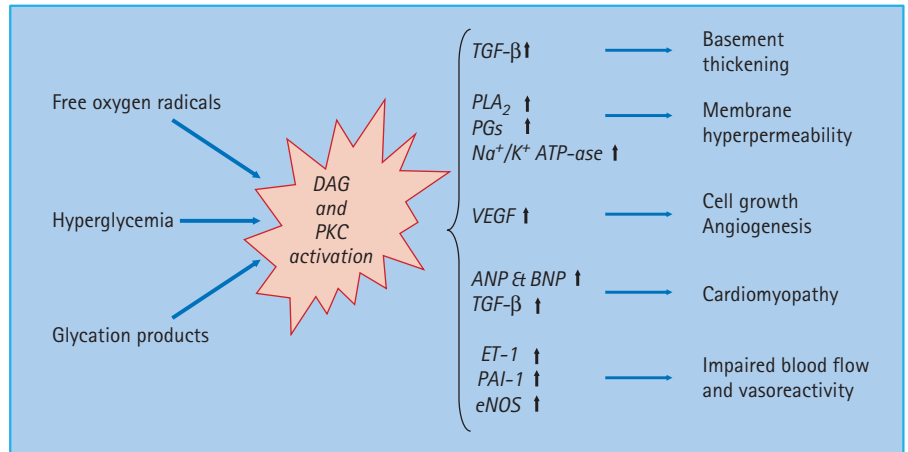 Free oxygen radicals
Hyperglycemia
Glycation products
DAG
and
PKC
activation
TGF-β ⬆
Basement
thickening
PLA₂ ⬆
PGs ⬆
Na⁺/K⁺ ATP-ase ⬆
Membrane
hyperpermeability
VEGF ⬆
Cell growth
Angiogenesis
ANP & BNP ⬆
TGF-β ⬆
Cardiomyopathy
ET-1 ⬆
PAI-1 ⬆
eNOS ⬆
Impaired blood flow
and vasoreactivity